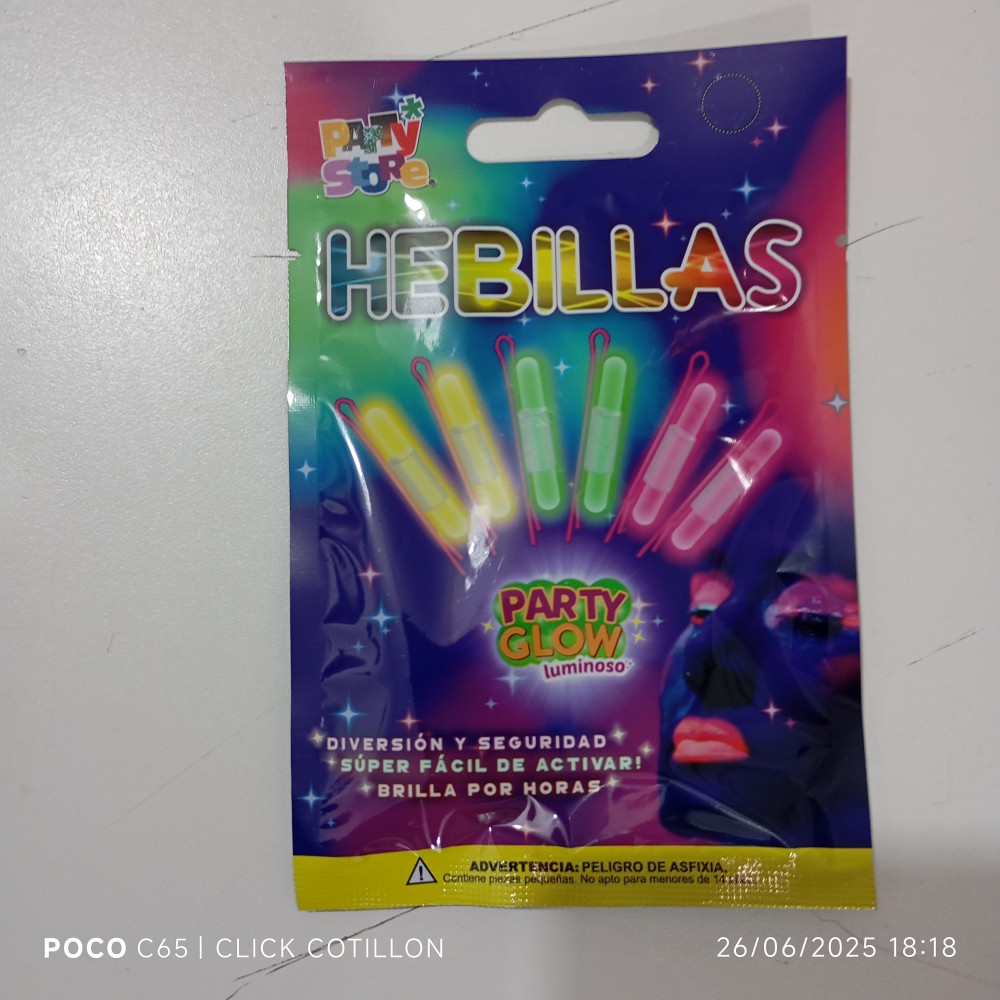 PARTY
STORE
HEBILLAS
PARTY
GLOW
luminoso
DIVERSIÓN Y SEGURIDAD
SÚPER FÁCIL DE ACTIVAR!
BRILLA POR HORAS
ADVERTENCIA: PELIGRO DE ASFIXIA.
Contiene piezas pequeñas. No apto para menores de 14
POCO C65 | CLICK COTILLON
26/06/2025 18:18